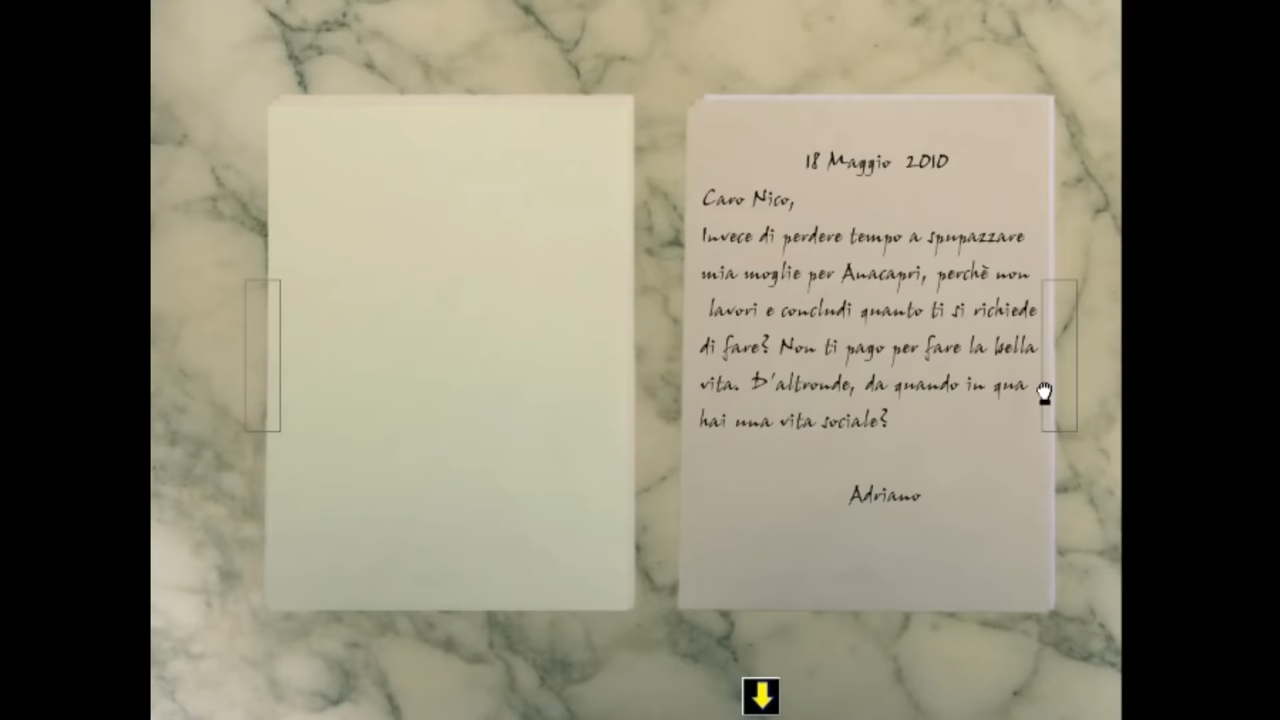 18 Maggio 2010
Caro Nico,
Invece di perdere tempo a spupazzare
mia moglie per Anacapri, perchè non
lavori e concludi quanto ti si richiede
di fare? Non ti pago per fare la bella
vita. D'altronde, da quando in qua
hai una vita sociale?
Adriano